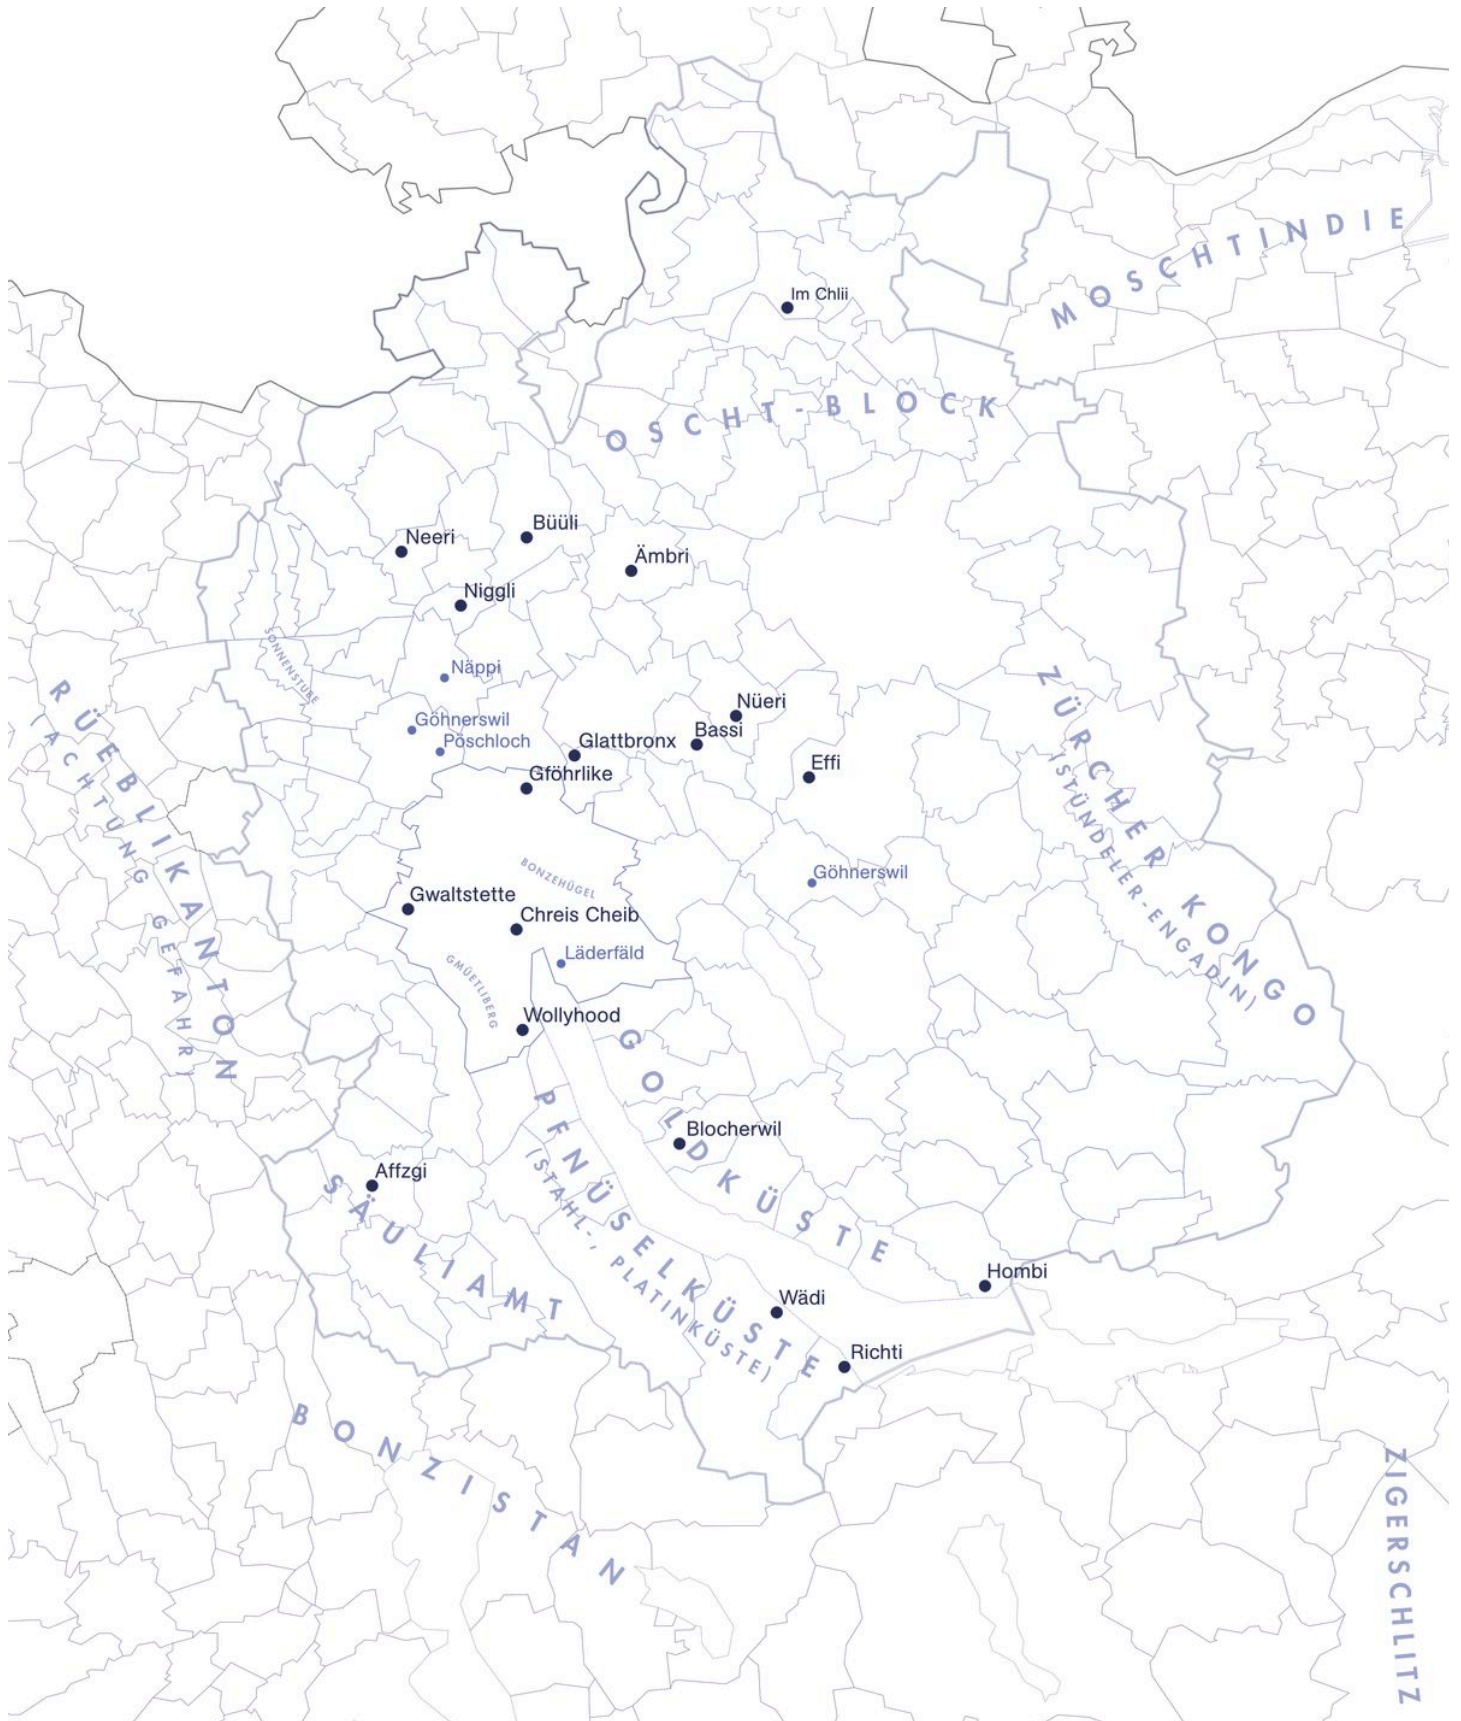 MOSCHTINDIE
Im Chlii
OSCHT-BLOCK
Büüli
Neeri
Ämbri
Niggli
SONNENSTUBE
Näppi
ZÜRCHER KONGO
(STÜNDELER-ENGADIN)
RÜEBLIKANTON
(ACHTUNG GEFAHR)
Nüeri
Göhnerswil
Bassi
Pöschloch
Glattbronx
Effi
Gföhrlike
BONZEHÜGEL
Göhnerswil
Gwaltstette
Chreis Cheib
Läderfäld
GMÜETLIBERG
Wollyhood
GOLDKÜSTE
PFNÜSELKÜSTE
(STAHL-, PLATINKÜSTE)
Blocherwil
Affzgi
SÄULIAMT
Hombi
Wädi
Richti
BONZISTAN
ZIGERSCHLITZ